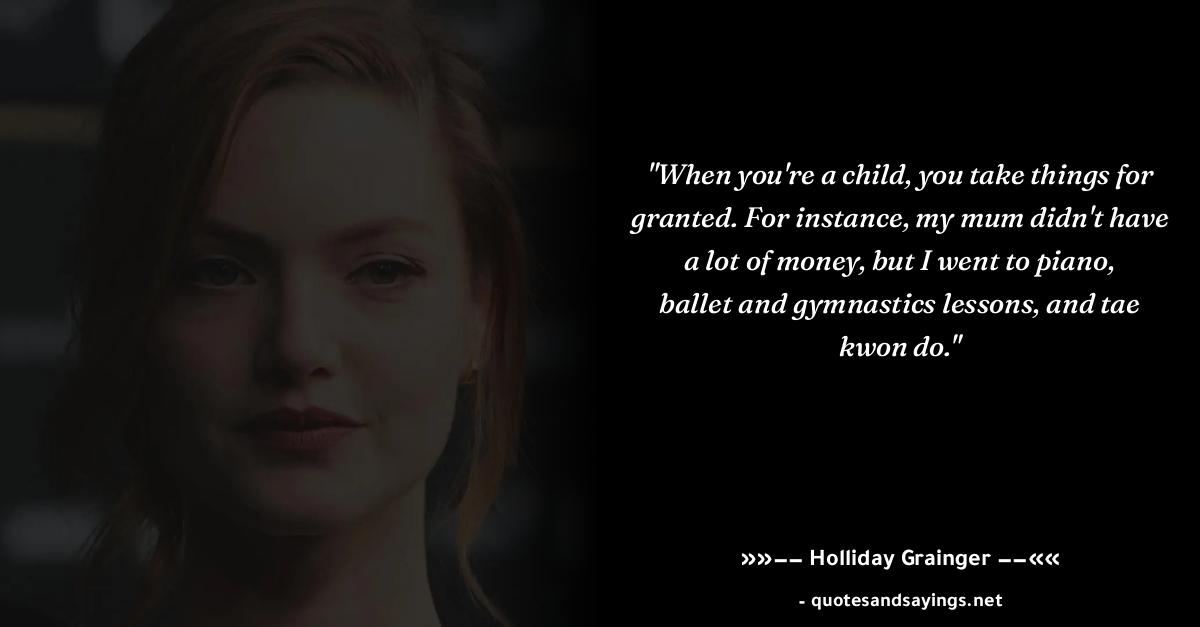 "When you're a child, you take things for
granted. For instance, my mum didn't have
a lot of money, but I went to piano,
ballet and gymnastics lessons, and tae
kwon do."
»»−− Holliday Grainger −−««
- quotesandsayings.net